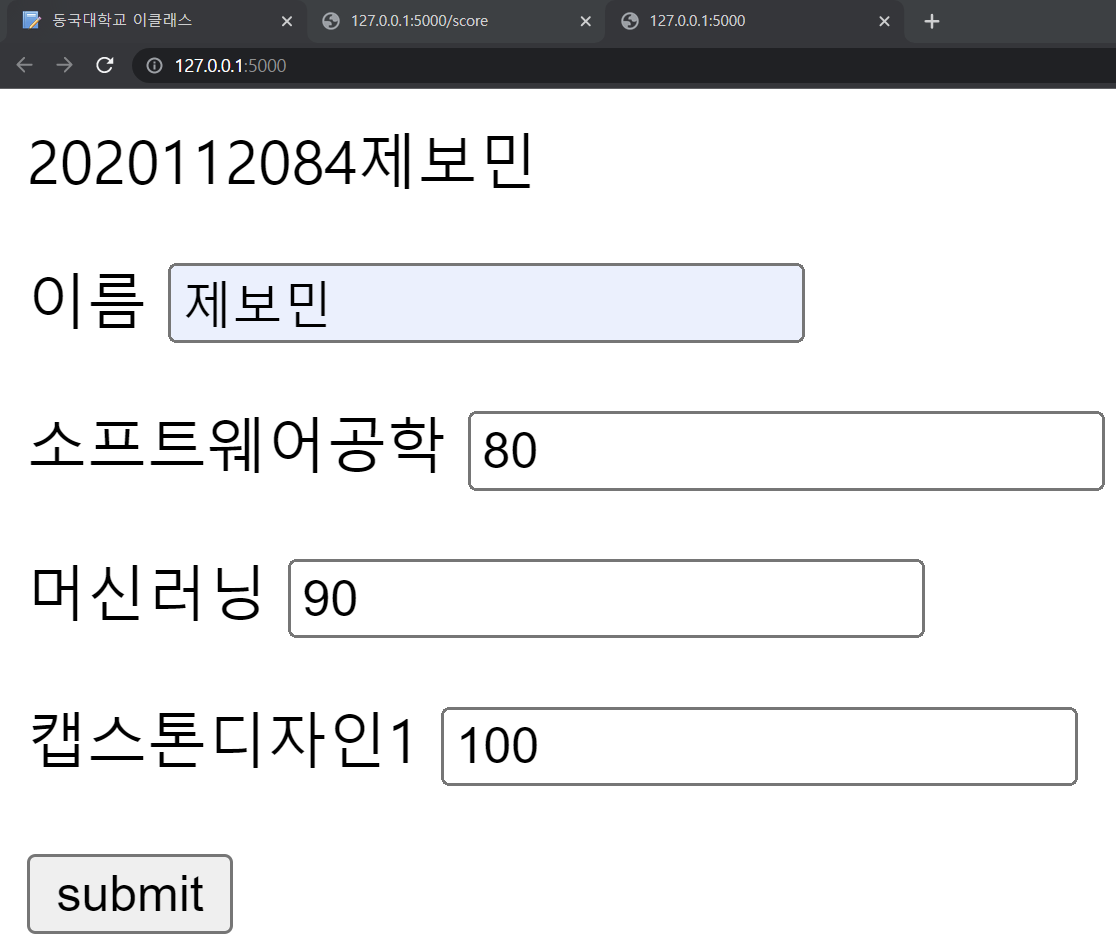 동국대학교 이클래스
127.0.0.1:5000/score
127.0.0.1:5000
127.0.0.1:5000
2020112084제보민
이름 제보민
소프트웨어공학 80
머신러닝 90
캡스톤디자인1 100
submit